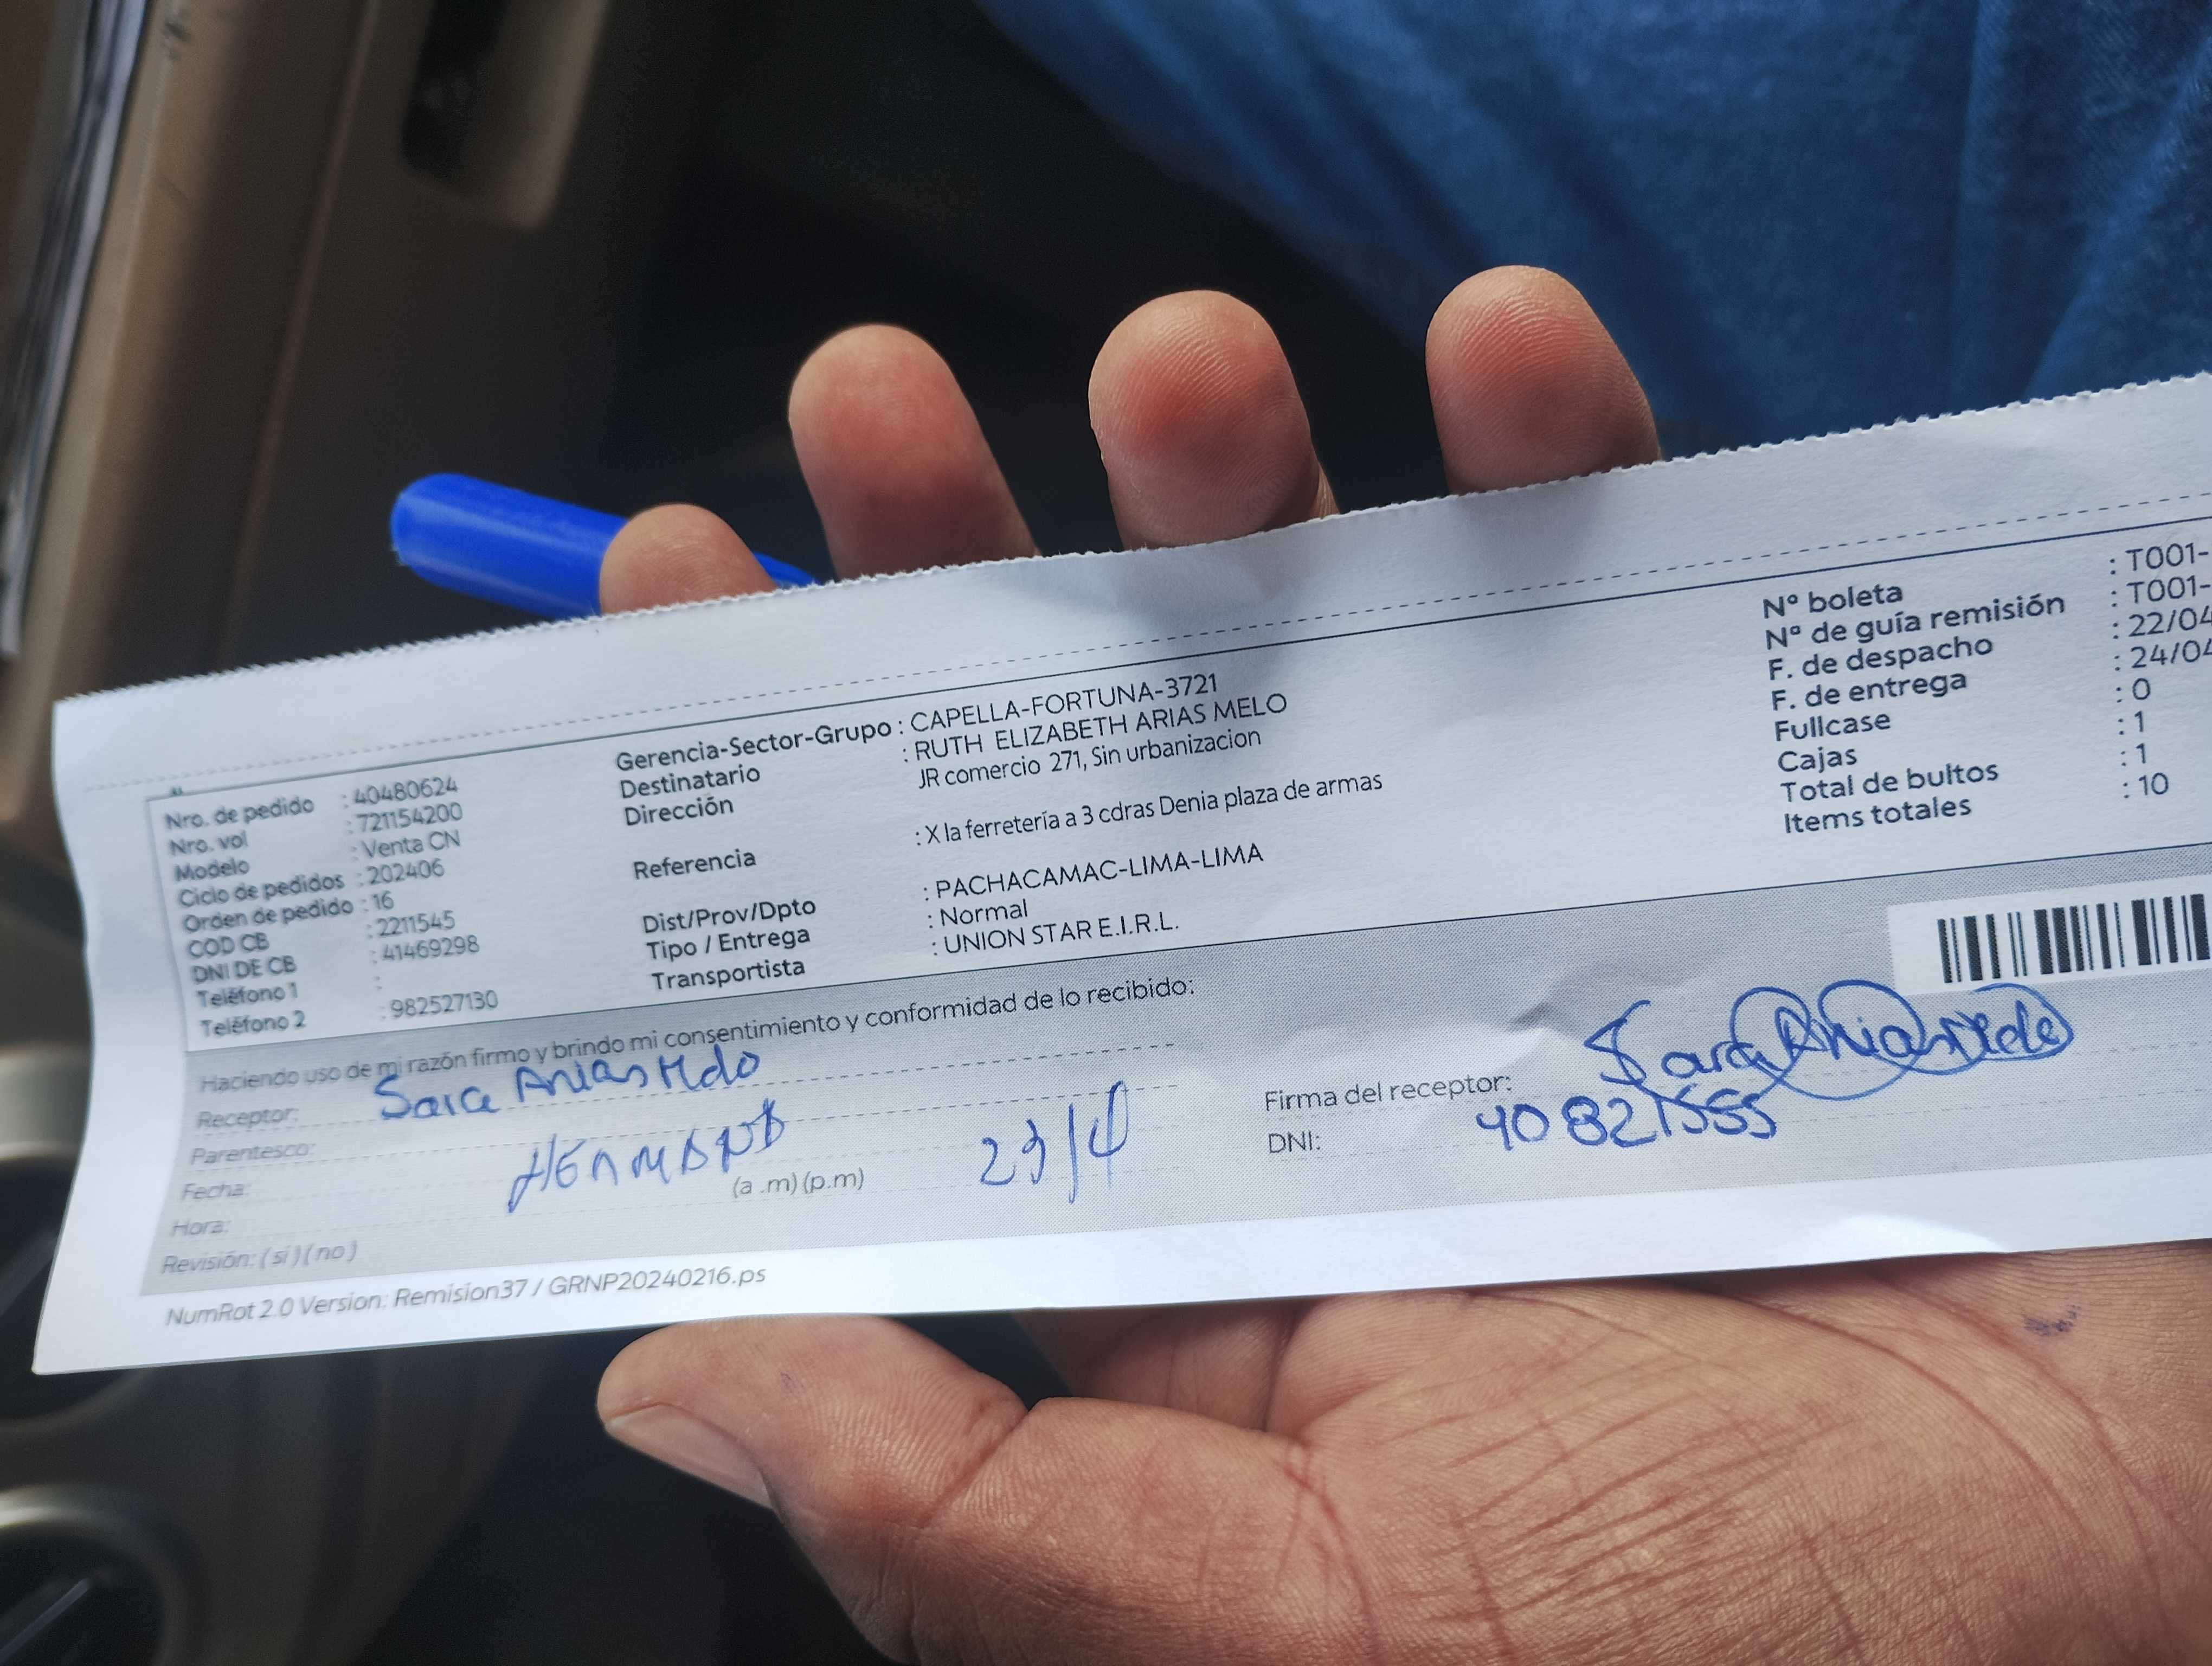 Nro. de pedido : 40480624
Nro. vol : 721154200
Modelo : Venta CN
Ciclo de pedidos : 202406
Orden de pedido : 16
COD CB : 2211545
DNI DE CB : 41469298
Teléfono 1 :
Teléfono 2 : 982527130
Gerencia-Sector-Grupo : CAPELLA-FORTUNA-3721
Destinatario : RUTH ELIZABETH ARIAS MELO
Dirección JR comercio 271, Sin urbanizacion
Referencia : X la ferretería a 3 cdras Denia plaza de armas
Dist/Prov/Dpto : PACHACAMAC-LIMA-LIMA
Tipo / Entrega : Normal
Transportista : UNION STAR E.I.R.L.
N° boleta : T001-
N° de guía remisión : T001-
F. de despacho : 22/04
F. de entrega : 24/04
Fullcase : 0
Cajas : 1
Total de bultos : 1
Items totales : 10
Haciendo uso de mi razón firmo y brindo mi consentimiento y conformidad de lo recibido:
Receptor: Sara Arias Melo
Parentesco: HERMANA
Fecha: 23/4
Hora: (a .m) (p.m)
Revisión: ( si ) ( no )
Firma del receptor: Sara Arias Melo
DNI: 40821555
NumRot 2.0 Version: Remision37 / GRNP20240216.ps